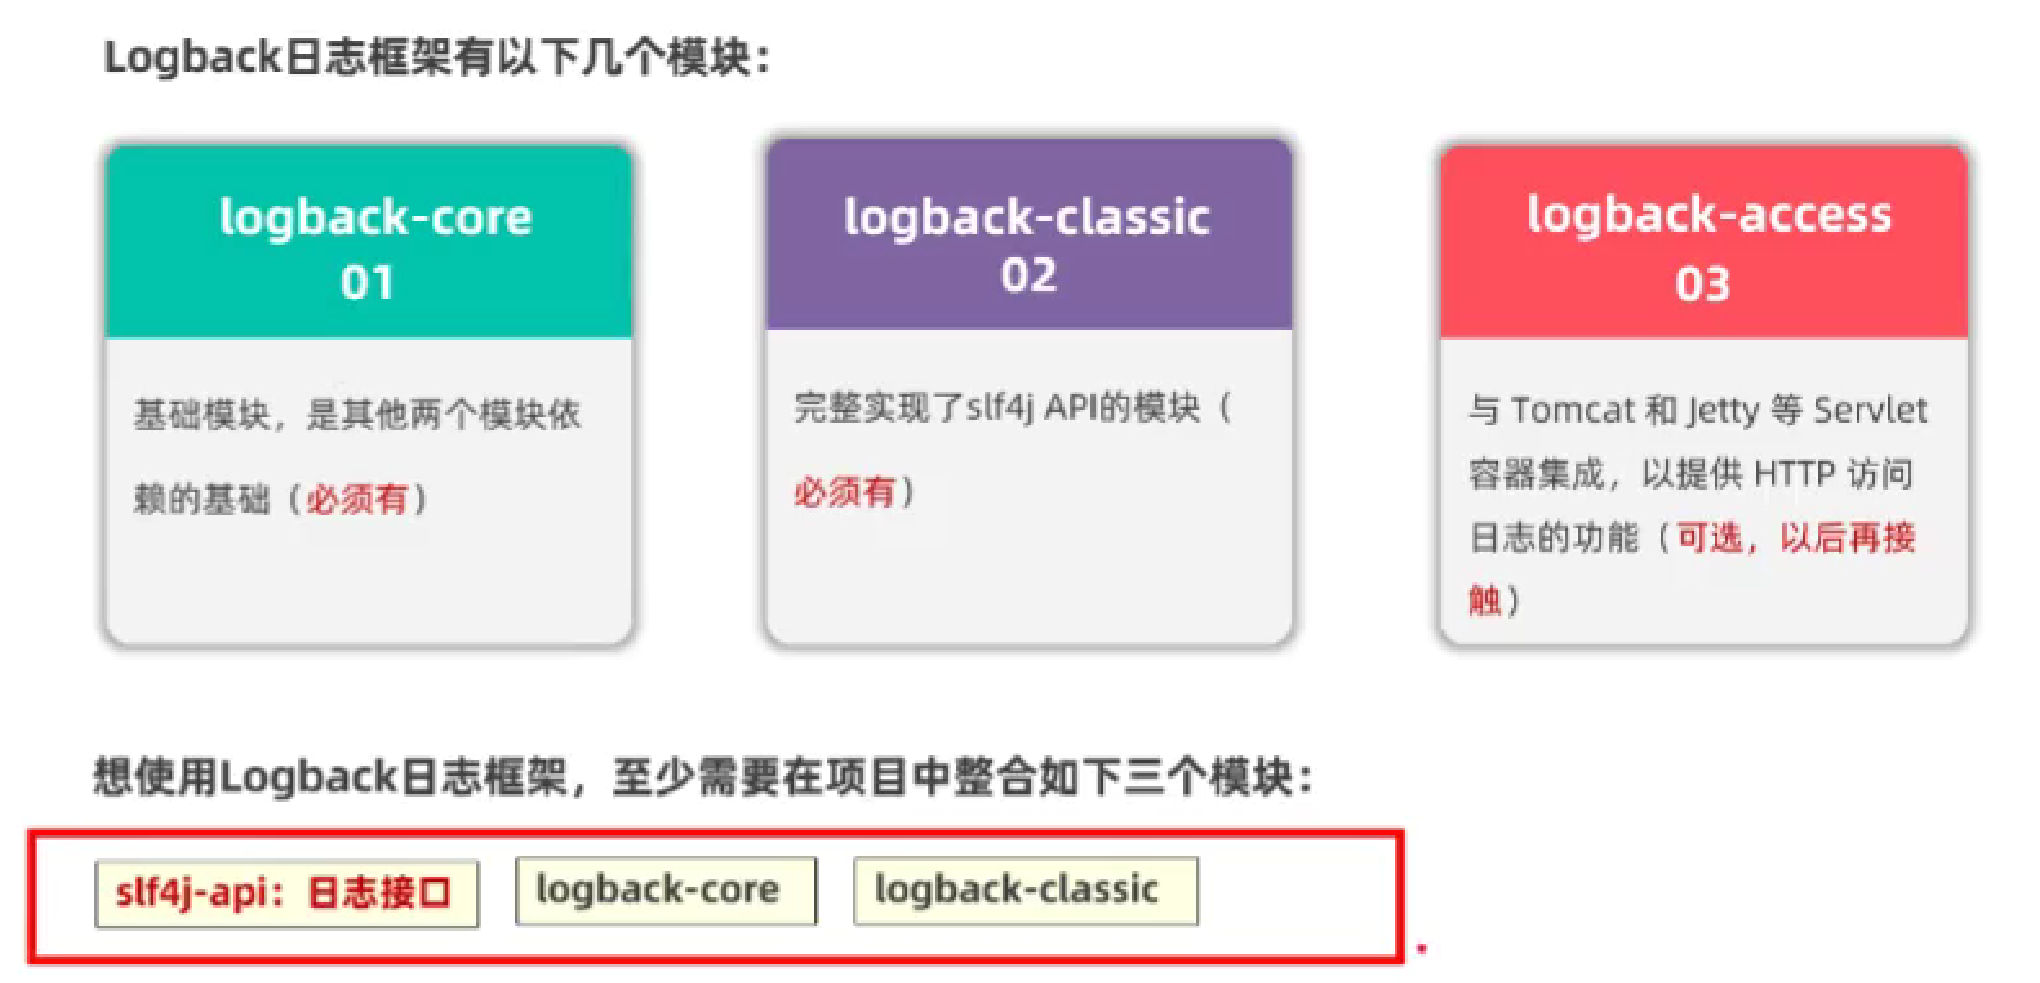 Logback日志框架有以下几个模块：
logback-core
01
基础模块，是其他两个模块依
赖的基础（必须有）
logback-classic
02
完整实现了slf4j API的模块（
必须有）
logback-access
03
与 Tomcat 和 Jetty 等 Servlet
容器集成，以提供 HTTP 访问
日志的功能（可选，以后再接
触）
想使用Logback日志框架，至少需要在项目中整合如下三个模块：
slf4j-api：日志接口
logback-core
logback-classic